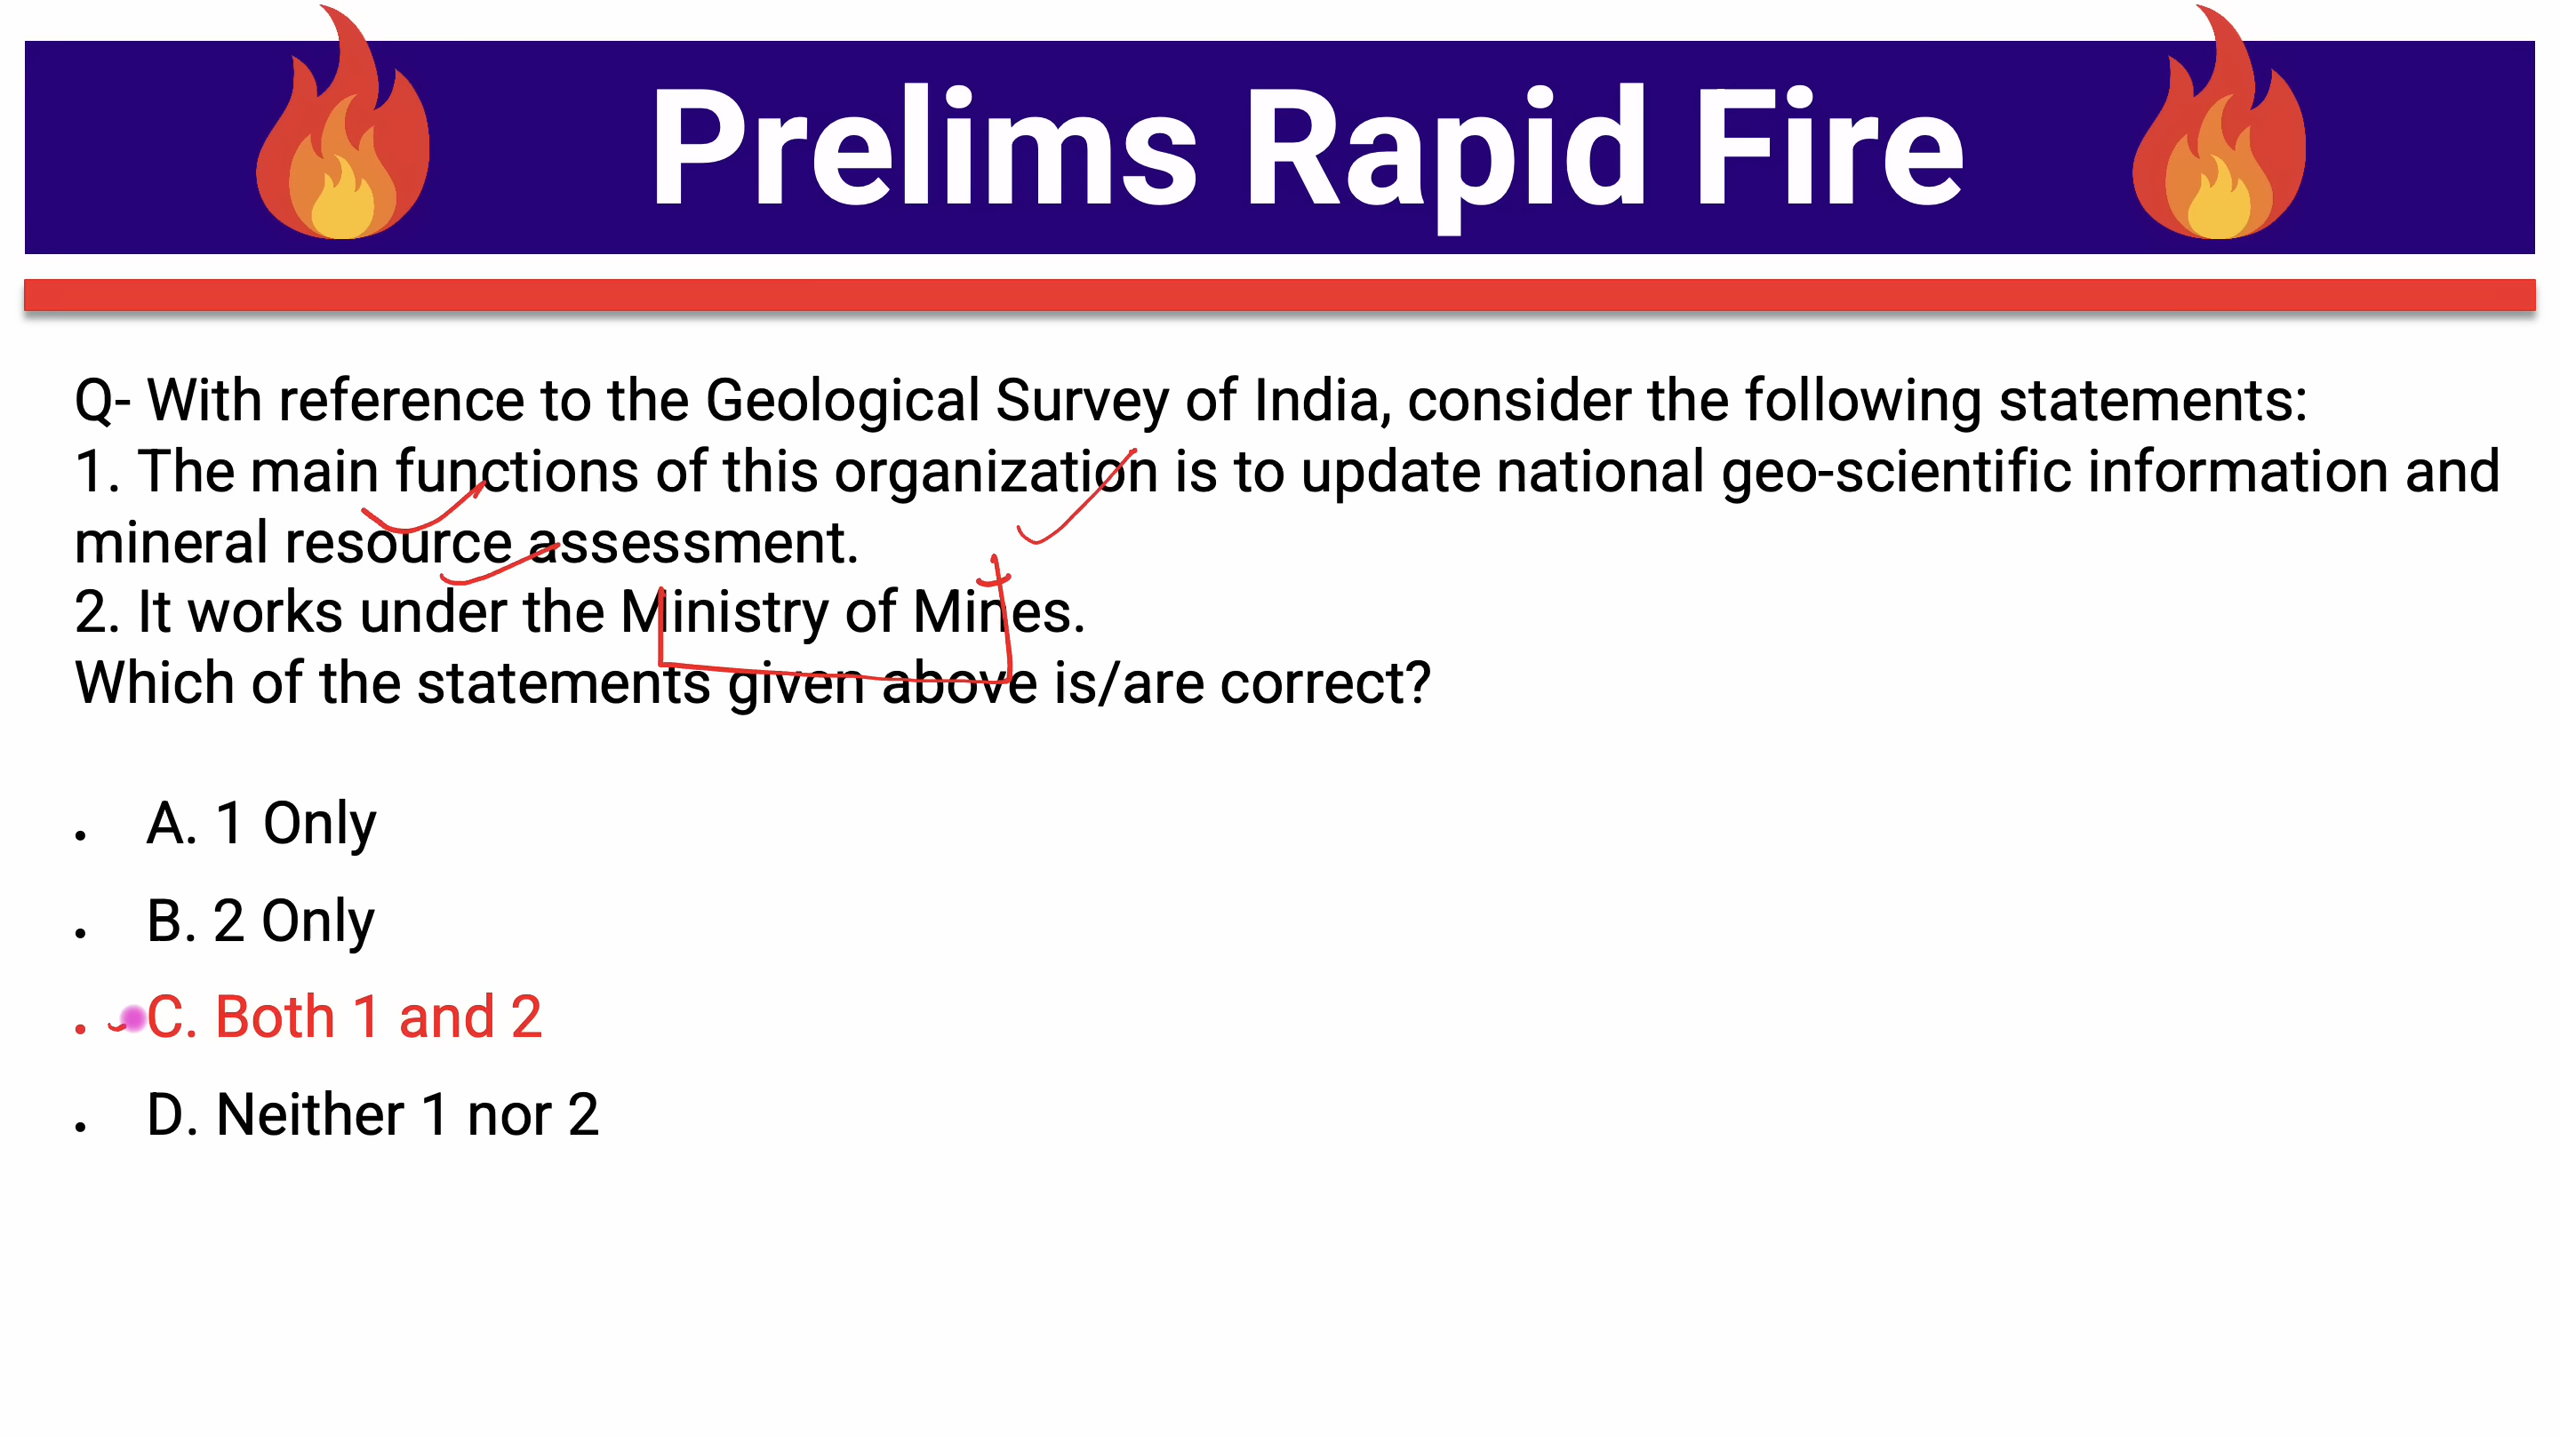 Prelims Rapid Fire
Q- With reference to the Geological Survey of India, consider the following statements:
1. The main functions of this organization is to update national geo-scientific information and
mineral resource assessment.
2. It works under the Ministry of Mines.
Which of the statements given above is/are correct?
• A. 1 Only
• B. 2 Only
• C. Both 1 and 2
• D. Neither 1 nor 2